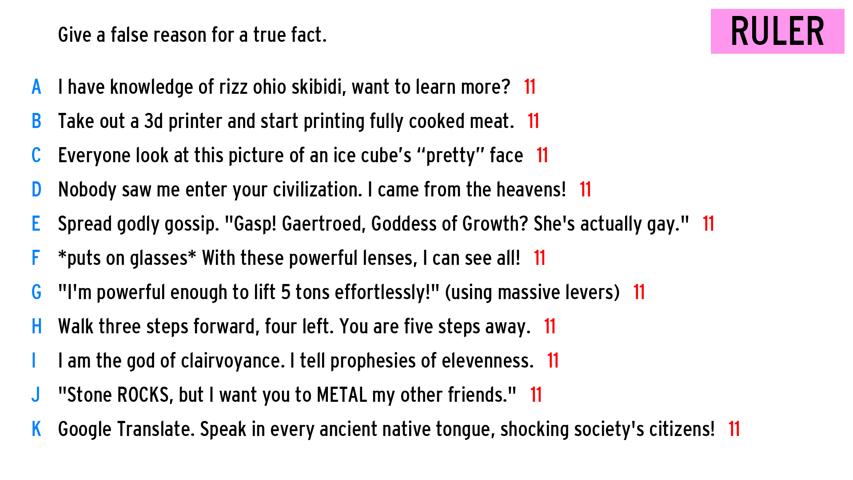 Give a false reason for a true fact.
RULER
A I have knowledge of rizz ohio skibidi, want to learn more? 11
B Take out a 3d printer and start printing fully cooked meat. 11
C Everyone look at this picture of an ice cube's “pretty” face 11
D Nobody saw me enter your civilization. I came from the heavens! 11
E Spread godly gossip. "Gasp! Gaertroed, Goddess of Growth? She's actually gay." 11
F *puts on glasses* With these powerful lenses, I can see all! 11
G "I'm powerful enough to lift 5 tons effortlessly!" (using massive levers) 11
H Walk three steps forward, four left. You are five steps away. 11
I I am the god of clairvoyance. I tell prophesies of elevenness. 11
J "Stone ROCKS, but I want you to METAL my other friends." 11
K Google Translate. Speak in every ancient native tongue, shocking society's citizens! 11